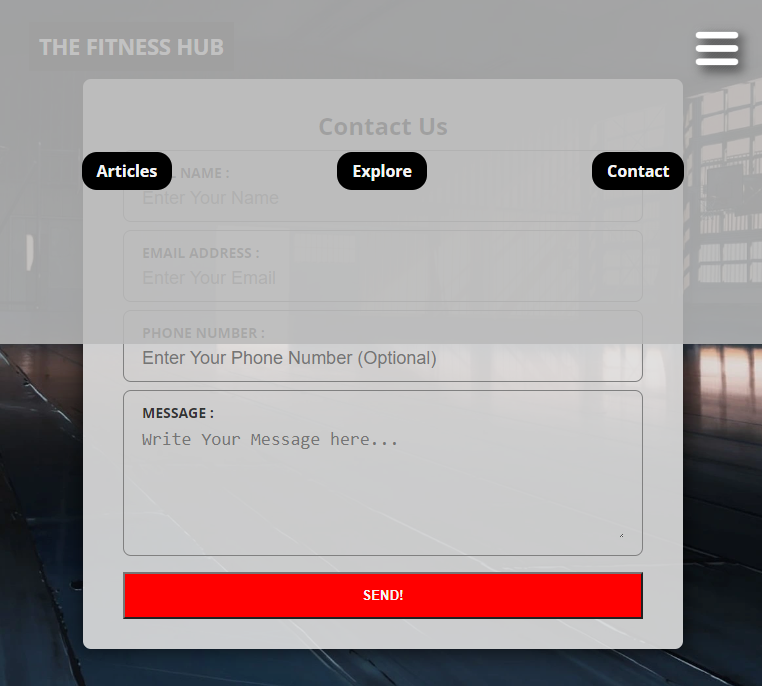 THE FITNESS HUB
Contact Us
Articles
Explore
Contact
NAME :
Enter Your Name
EMAIL ADDRESS :
Enter Your Email
PHONE NUMBER :
Enter Your Phone Number (Optional)
MESSAGE :
Write Your Message here...
SEND!